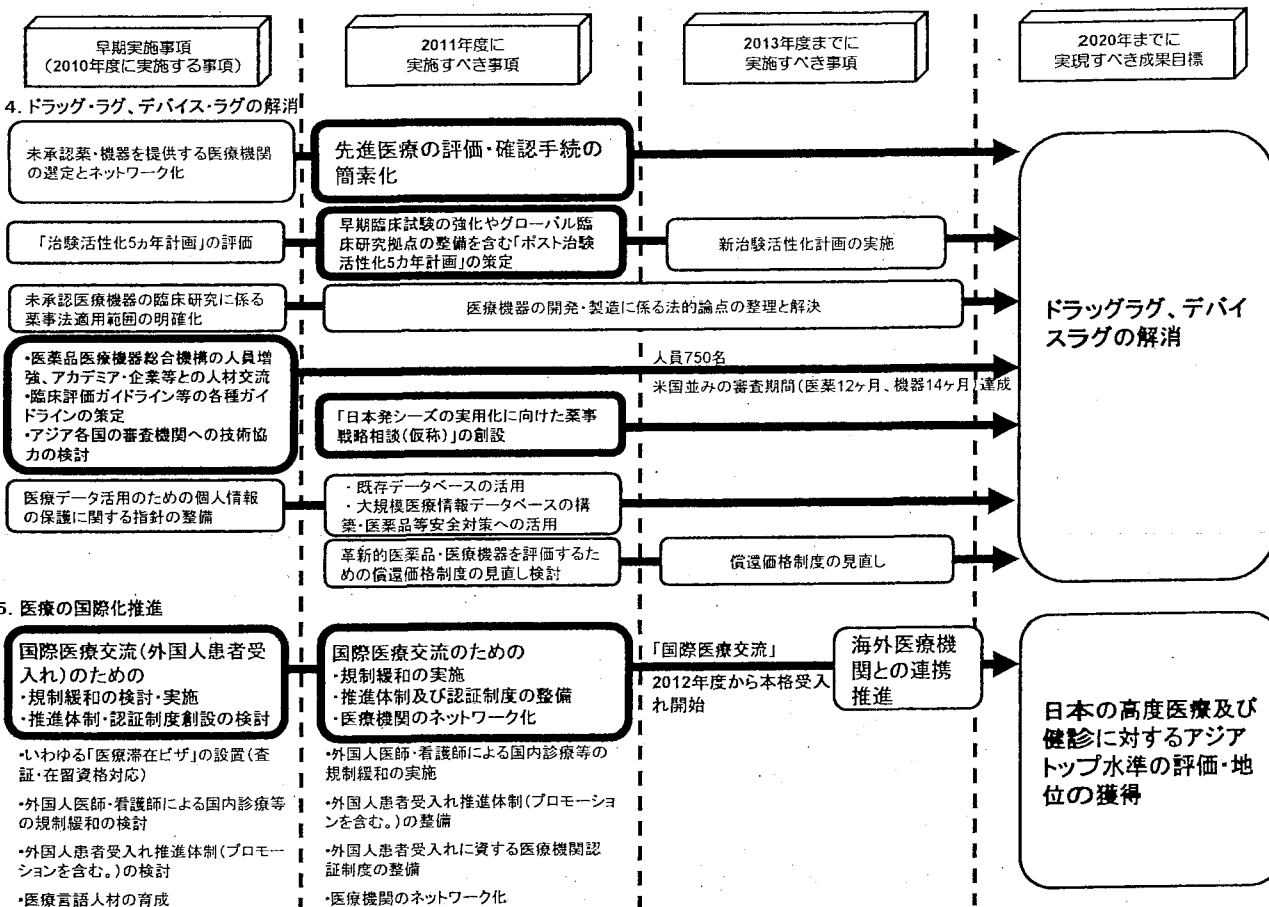 早期実施事項
(2010年度に実施する事項)
2011年度に
実施すべき事項
2013年度までに
実施すべき事項
2020年までに
実現すべき成果目標
4. ドラッグ・ラグ、デバイス・ラグの解消
未承認薬・機器を提供する医療機関
の選定とネットワーク化
先進医療の評価・確認手続の
簡素化
「治験活性化5ヵ年計画」の評価
早期臨床試験の強化やグローバル臨
床研究拠点の整備を含む「ポスト治験
活性化5カ年計画」の策定
新治験活性化計画の実施
未承認医療機器の臨床研究に係る
薬事法適用範囲の明確化
医療機器の開発・製造に係る法的論点の整理と解決
・医薬品医療機器総合機構の人員増
強、アカデミア・企業等との人材交流
・臨床評価ガイドライン等の各種ガイ
ドラインの策定
・アジア各国の審査機関への技術協
力の検討
人員750名
米国並みの審査期間(医薬12ヶ月、機器14ヶ月)達成
「日本発シーズの実用化に向けた薬事
戦略相談(仮称)」の創設
医療データ活用のための個人情報
の保護に関する指針の整備
・既存データベースの活用
・大規模医療情報データベースの構
築・医薬品等安全対策への活用
革新的医薬品・医療機器を評価するた
めの償還価格制度の見直し検討
償還価格制度の見直し
ドラッグラグ、デバイ
スラグの解消
5. 医療の国際化推進
国際医療交流(外国人患者受
入れ)のための
・規制緩和の検討・実施
・推進体制・認証制度創設の検討
国際医療交流のための
・規制緩和の実施
・推進体制及び認証制度の整備
・医療機関のネットワーク化
「国際医療交流」
2012年度から本格受入
れ開始
海外医療機
関との連携
推進
日本の高度医療及び
健診に対するアジア
トップ水準の評価・地
位の獲得
・いわゆる「医療滞在ビザ」の設置(査
証・在留資格対応)
・外国人医師・看護師による国内診療等
の規制緩和の検討
・外国人患者受入れ推進体制(プロモー
ションを含む。)の検討
・医療言語人材の育成
・外国人医師・看護師による国内診療等の
規制緩和の実施
・外国人患者受入れ推進体制(プロモーショ
ンを含む。)の整備
・外国人患者受入れに資する医療機関認
証制度の整備
・医療機関のネットワーク化